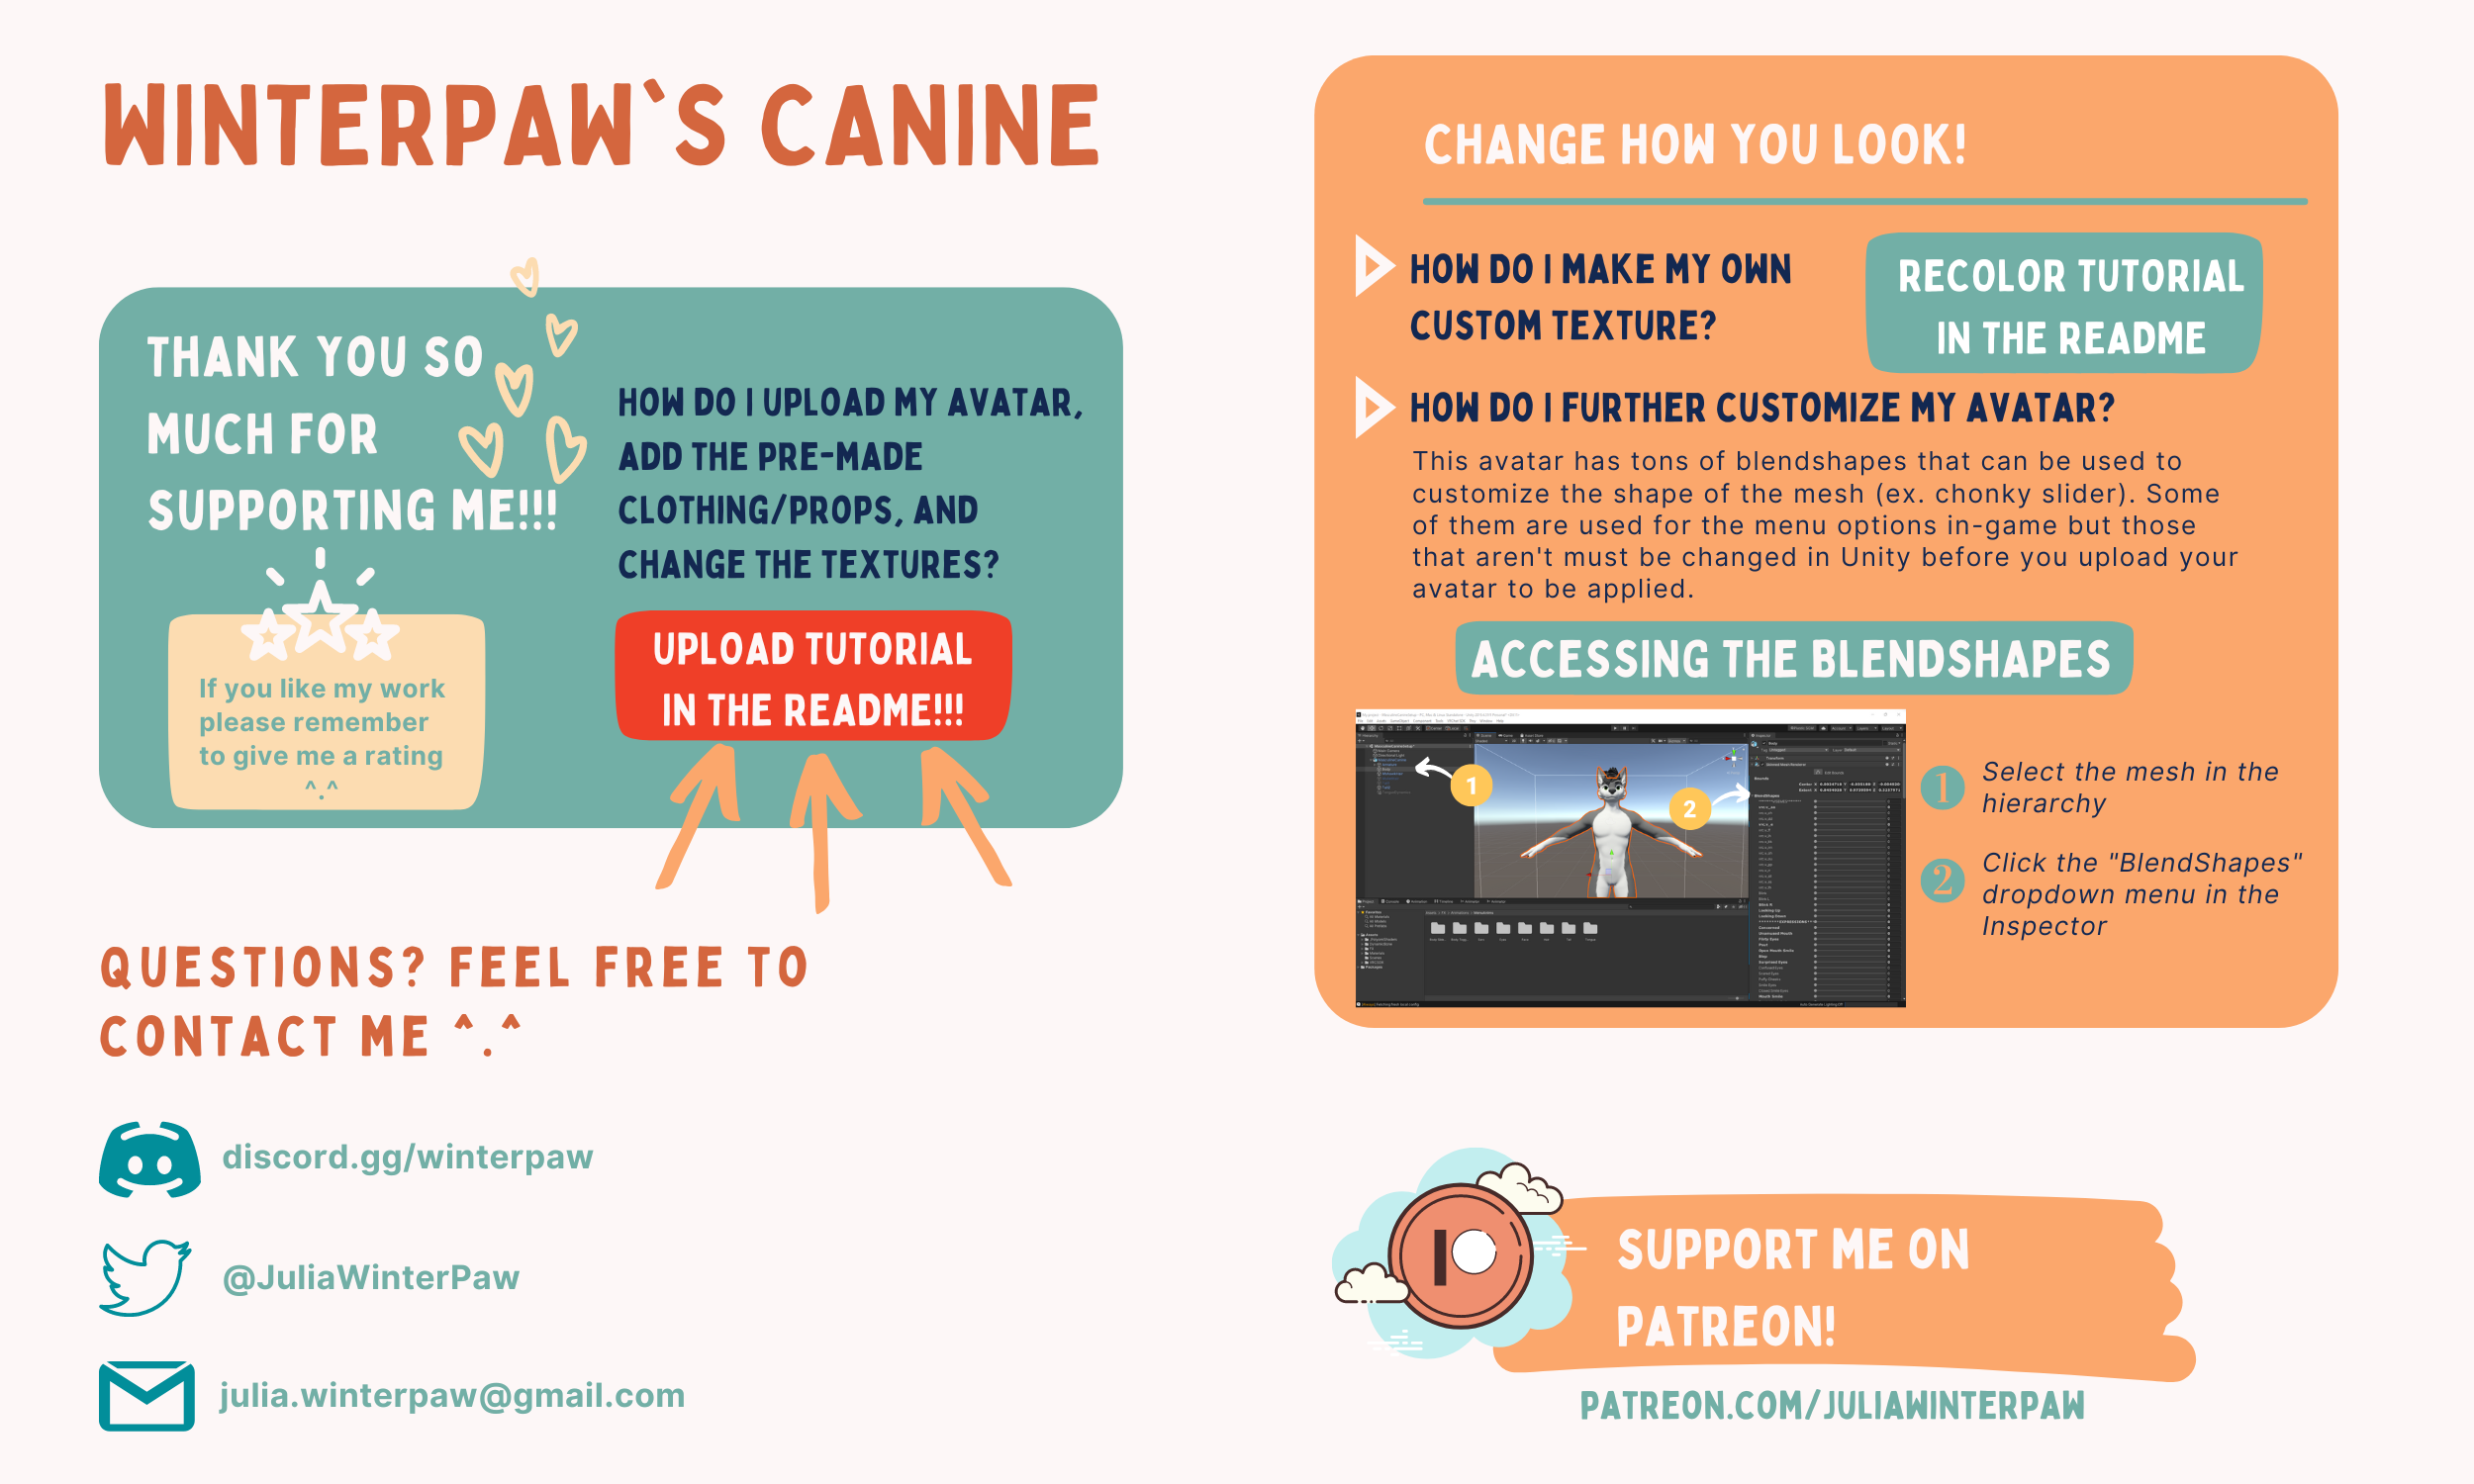 WINTERPAW'S CANINE
THANK YOU SO
MUCH FOR
SUPPORTING ME!!!
If you like my work
please remember
to give me a rating
^.^
HOW DO I UPLOAD MY AVATAR,
ADD THE PRE-MADE
CLOTHING/PROPS, AND
CHANGE THE TEXTURES?
UPLOAD TUTORIAL
IN THE README!!!
QUESTIONS? FEEL FREE TO
CONTACT ME ^.^
discord.gg/winterpaw
@JuliaWinterPaw
julia.winterpaw@gmail.com
CHANGE HOW YOU LOOK!
HOW DO I MAKE MY OWN
CUSTOM TEXTURE?
RECOLOR TUTORIAL
IN THE README
HOW DO I FURTHER CUSTOMIZE MY AVATAR?
This avatar has tons of blendshapes that can be used to
customize the shape of the mesh (ex. chonky slider). Some
of them are used for the menu options in-game but those
that aren't must be changed in Unity before you upload your
avatar to be applied.
ACCESSING THE BLENDSHAPES
1
2
1 Select the mesh in the
hierarchy
2 Click the "BlendShapes"
dropdown menu in the
Inspector
SUPPORT ME ON
PATREON!
PATREON.COM/JULIAWINTERPAW